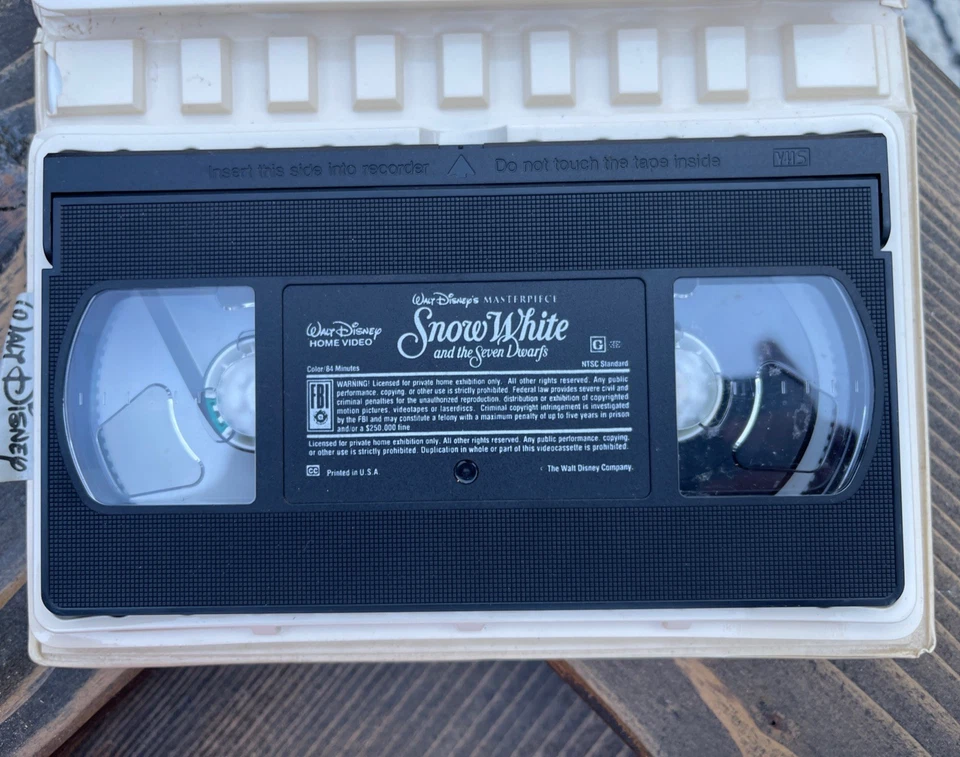 Insert this side into recorder
Do not touch the tape inside
VHS
WALT DISNEY'S MASTERPIECE
WALT DISNEY
HOME VIDEO
Snow White
and the Seven Dwarfs
G
Color/84 Minutes
NTSC Standard
FBI
WARNING! Licensed for private home exhibition only. All other rights reserved. Any public
performance, copying, or other use is strictly prohibited. Federal law provides severe civil and
criminal penalties for the unauthorized reproduction, distribution or exhibition of copyrighted
motion pictures, videotapes or laserdiscs. Criminal copyright infringement is investigated
by the FBI and may constitute a felony with a maximum penalty of up to five years in prison
and/or a $250,000 fine
Licensed for private home exhibition only. All other rights reserved. Any public performance, copying,
or other use is strictly prohibited. Duplication in whole or part of this videocassette is prohibited.
CC Printed in U.S.A
The Walt Disney Company.
WALT DISNEY